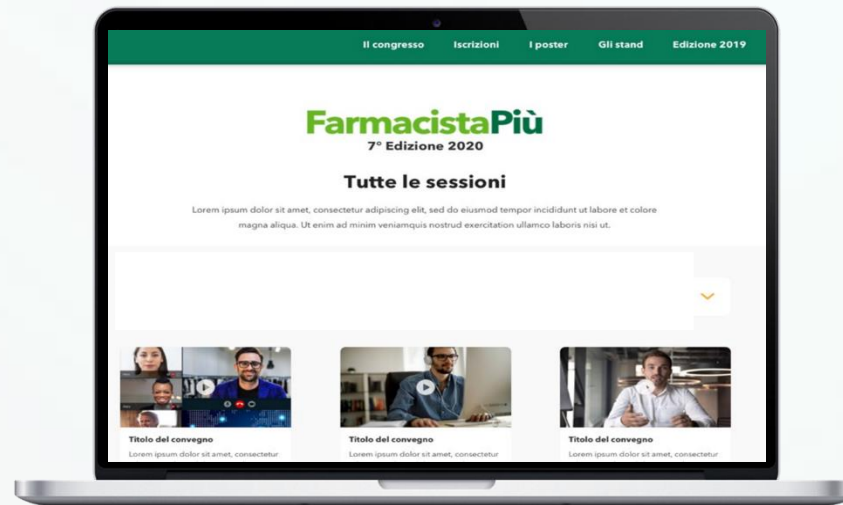 Il congresso Iscrizioni I poster Gli stand Edizione 2019
FarmacistaPiù
7° Edizione 2020
Tutte le sessioni
Lorem ipsum dolor sit amet, consectetur adipiscing elit, sed do eiusmod tempor incididunt ut labore et colore
magna aliqua. Ut enim ad minim veniamquis nostrud exercitation ullamco laboris nisi ut.
Titolo del convegno Titolo del convegno Titolo del convegno
Lorem ipsum dolor sit amet, consectetur Lorem ipsum dolor sit amet, consectetur Lorem ipsum dolor sit amet, consectetur